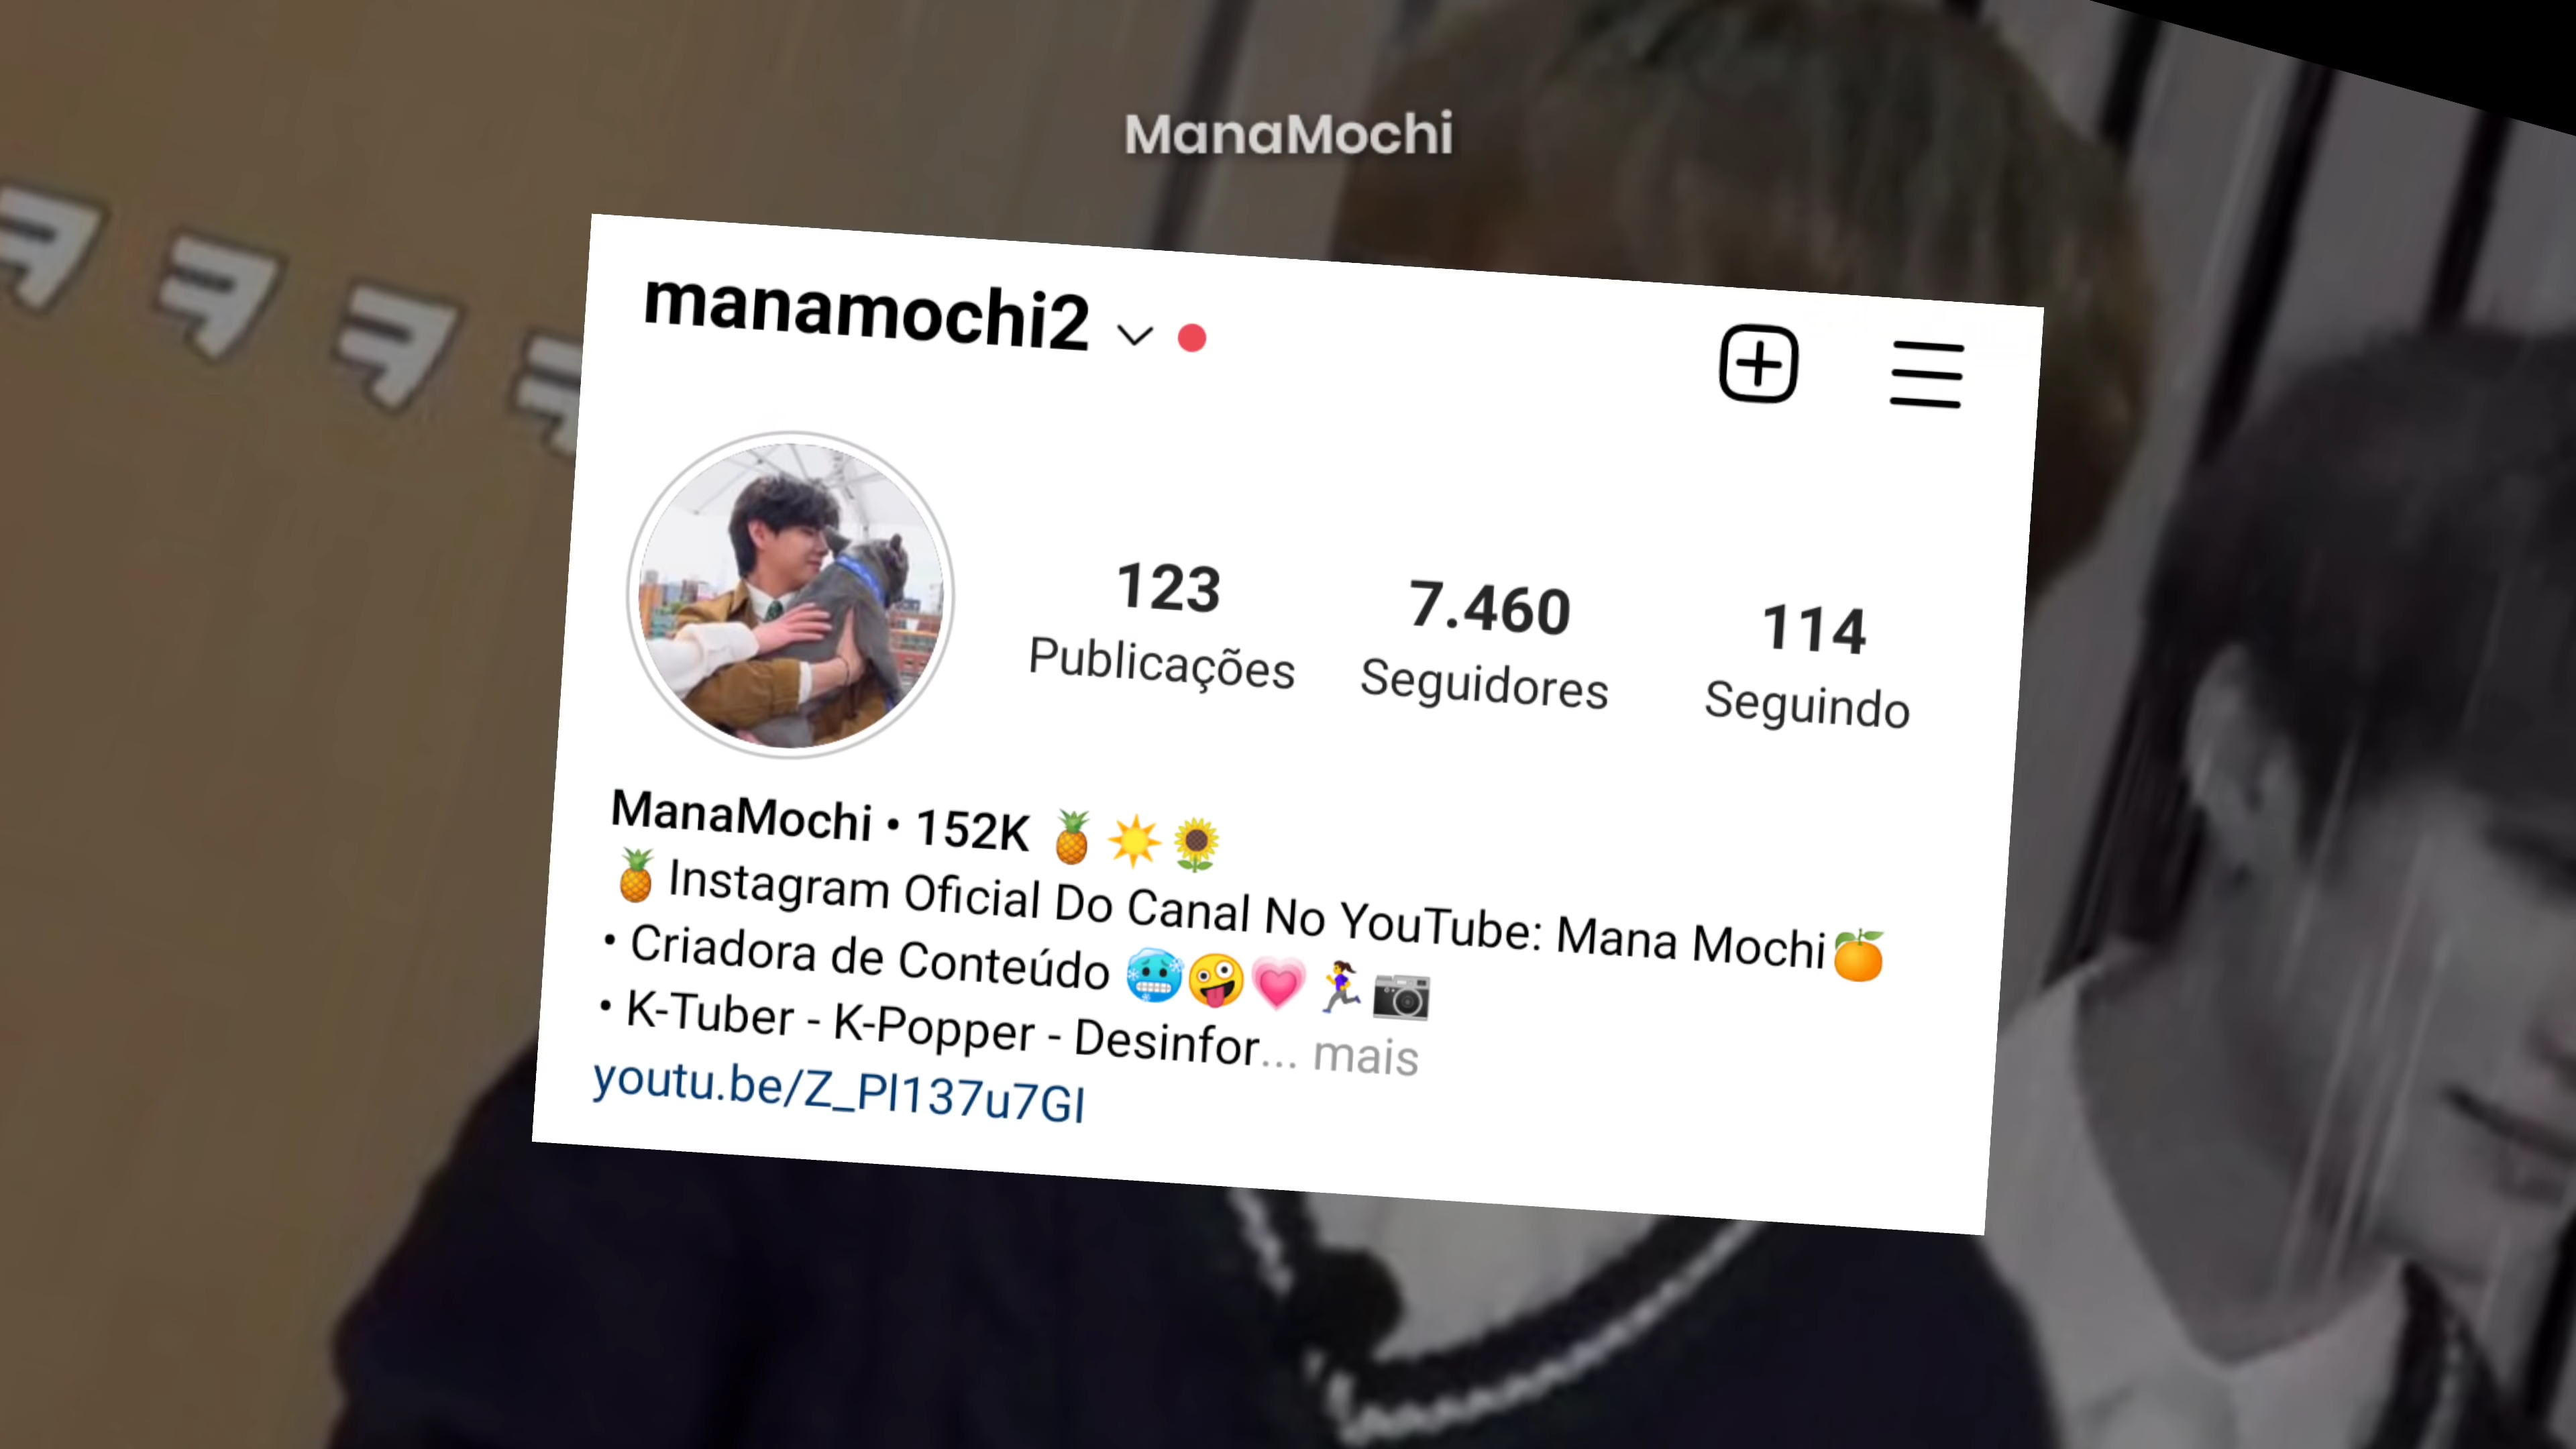 ManaMochi
ㅋㅋㅋㅋ
manamochi2
123
Publicações
7.460
Seguidores
114
Seguindo
ManaMochi • 152K 🍍☀️🌻
🍍 Instagram Oficial Do Canal No YouTube: Mana Mochi🍊
• Criadora de Conteúdo 🥶🤪💗🏃‍♀️📷
• K-Tuber - K-Popper - Desinfor... mais
youtu.be/Z_Pl137u7GI